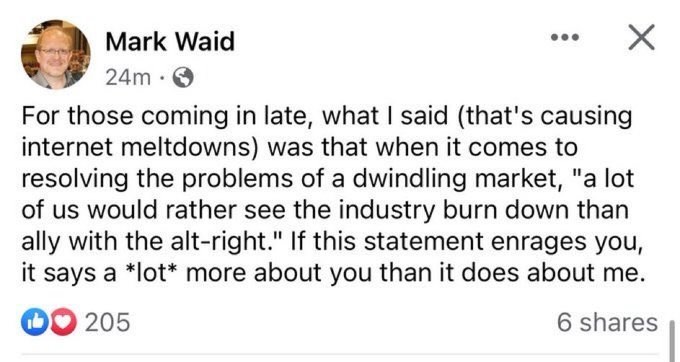 Mark Waid
24m ·
For those coming in late, what I said (that's causing
internet meltdowns) was that when it comes to
resolving the problems of a dwindling market, "a lot
of us would rather see the industry burn down than
ally with the alt-right." If this statement enrages you,
it says a *lot* more about you than it does about me.
205 6 shares